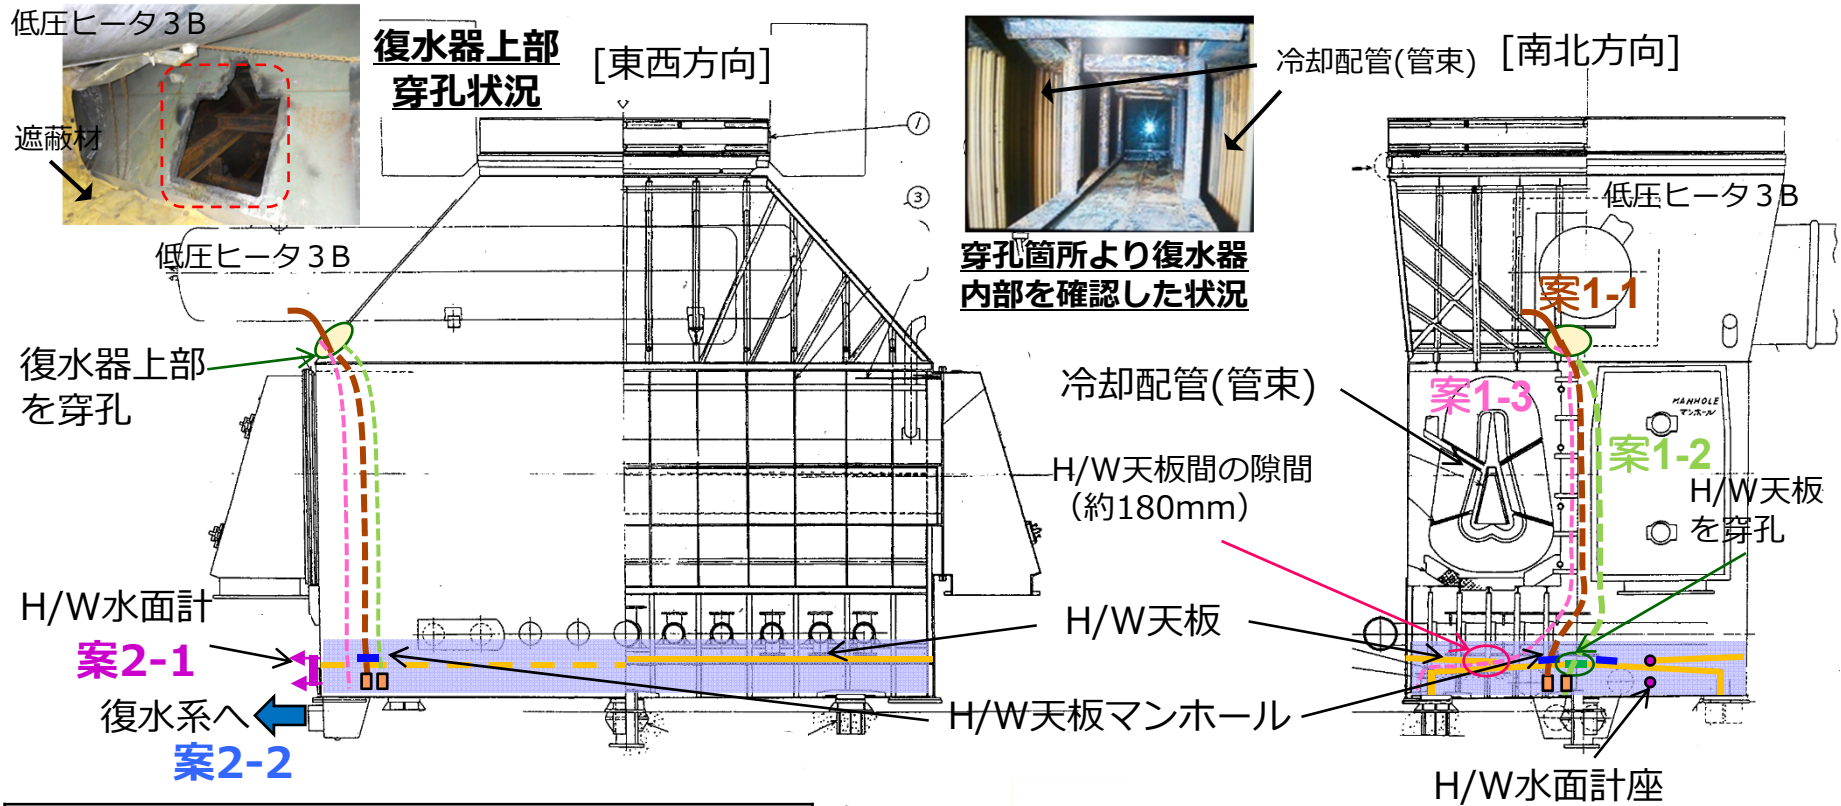 低圧ヒータ3B
復水器上部
穿孔状況
[東西方向]
遮蔽材
冷却配管(管束)
[南北方向]
①
③
低圧ヒータ3B
低圧ヒータ3B
穿孔箇所より復水器
内部を確認した状況
案1-1
復水器上部
を穿孔
冷却配管(管束)
案1-3
MANHOLE
マンホール
案1-2
H/W天板間の隙間
(約180mm)
H/W天板
を穿孔
H/W水面計
案2-1
H/W天板
復水系へ
案2-2
H/W天板マンホール
H/W水面計座